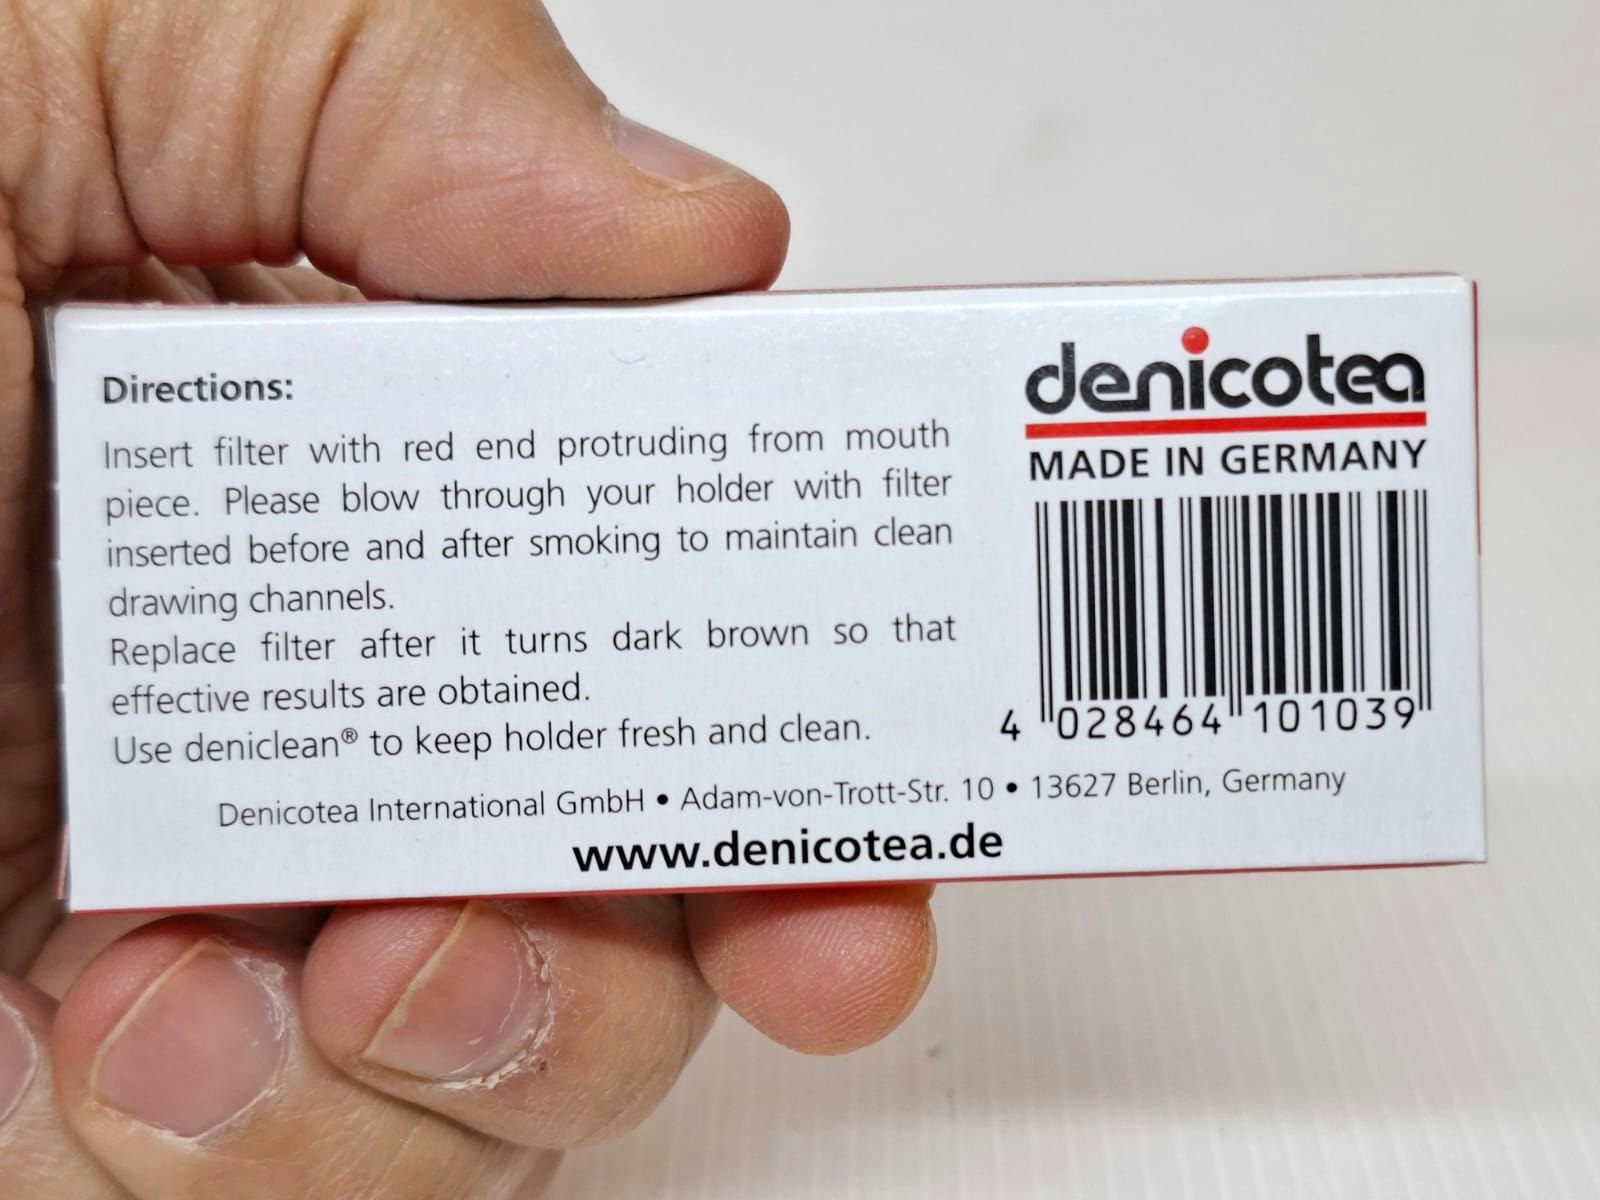 Directions:
Insert filter with red end protruding from mouth
piece. Please blow through your holder with filter
inserted before and after smoking to maintain clean
drawing channels.
Replace filter after it turns dark brown so that
effective results are obtained.
Use deniclean® to keep holder fresh and clean.
denicotea
MADE IN GERMANY
4 028464 101039
Denicotea International GmbH • Adam-von-Trott-Str. 10 • 13627 Berlin, Germany
www.denicotea.de